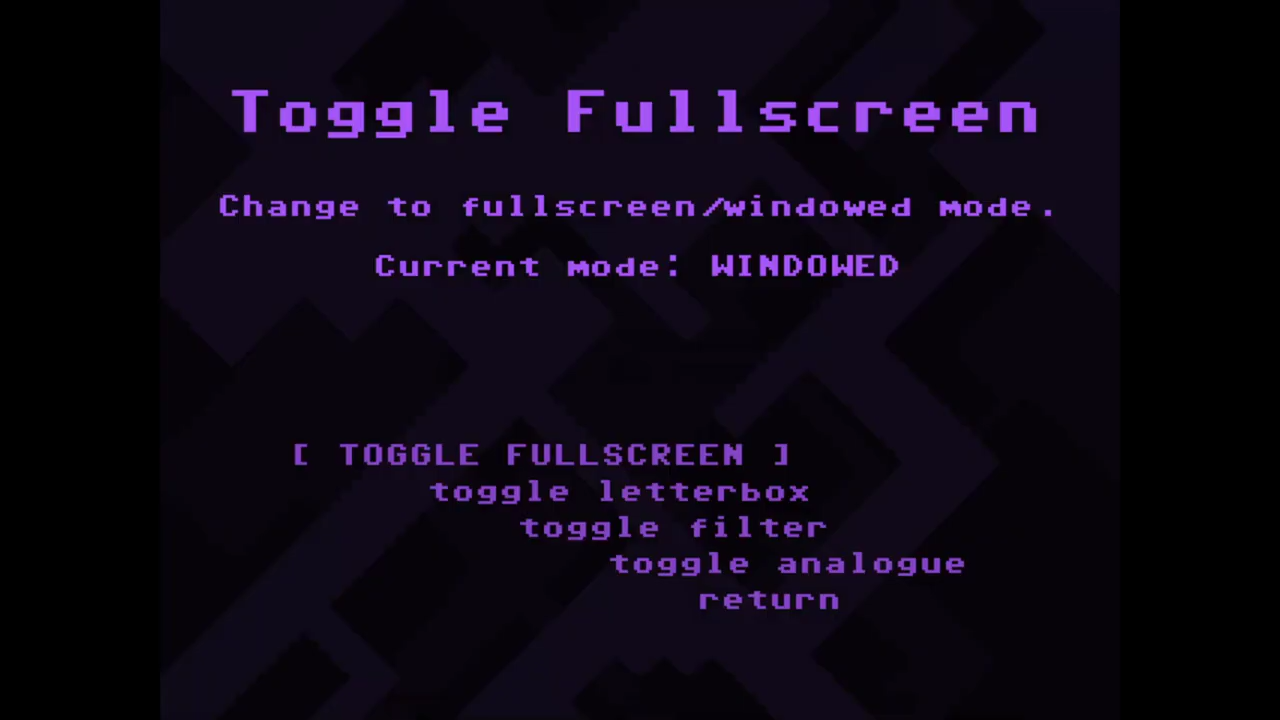 Toggle Fullscreen
Change to fullscreen/windowed mode.
Current mode: WINDOWED
[ TOGGLE FULLSCREEN ]
toggle letterbox
toggle filter
toggle analogue
return